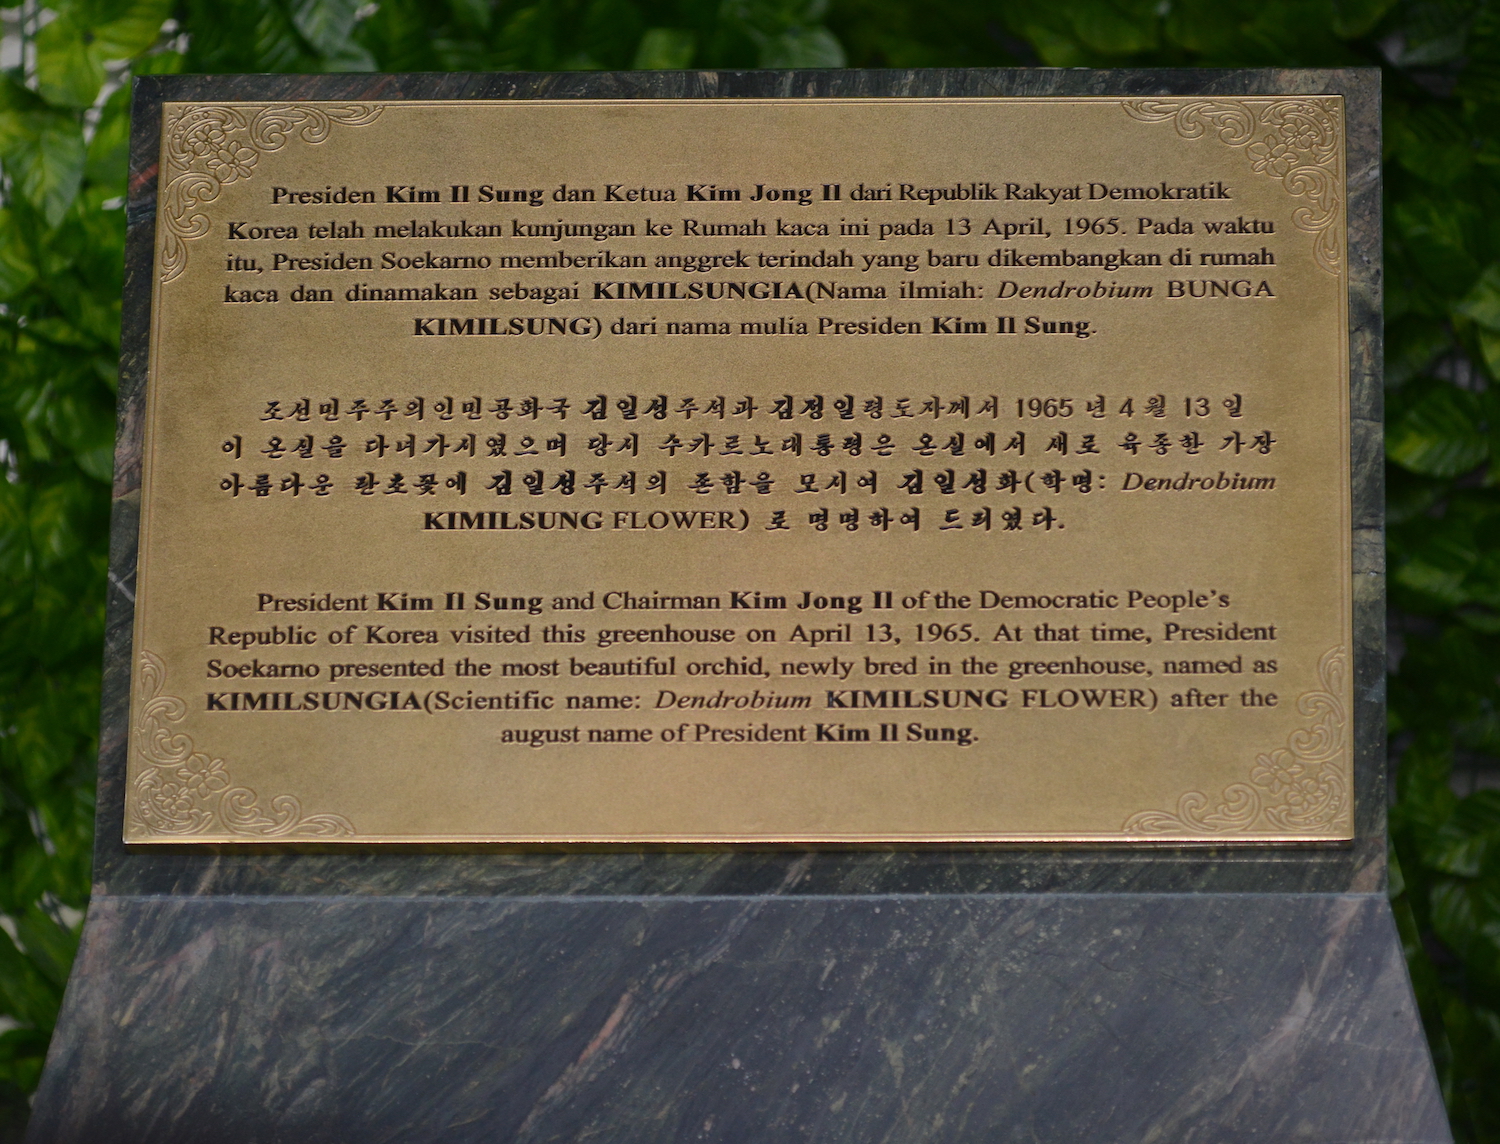 Presiden Kim Il Sung dan Ketua Kim Jong Il dari Republik Rakyat Demokratik
Korea telah melakukan kunjungan ke Rumah kaca ini pada 13 April, 1965. Pada waktu
itu, Presiden Soekarno memberikan anggrek terindah yang baru dikembangkan di rumah
kaca dan dinamakan sebagai KIMILSUNGIA(Nama ilmiah: Dendrobium BUNGA
KIMILSUNG) dari nama mulia Presiden Kim Il Sung.
조선민주주의인민공화국 김일성주석과 김정일령도자께서 1965 년 4 월 13 일
이 온실을 다녀가시였으며 당시 수카르노대통령은 온실에서 새로 육종한 가장
아름다운 란초꽃에 김일성주석의 존함을 모시여 김일성화(학명: Dendrobium
KIMILSUNG FLOWER) 로 명명하여 드리였다.
President Kim Il Sung and Chairman Kim Jong Il of the Democratic People's
Republic of Korea visited this greenhouse on April 13, 1965. At that time, President
Soekarno presented the most beautiful orchid, newly bred in the greenhouse, named as
KIMILSUNGIA(Scientific name: Dendrobium KIMILSUNG FLOWER) after the
august name of President Kim Il Sung.